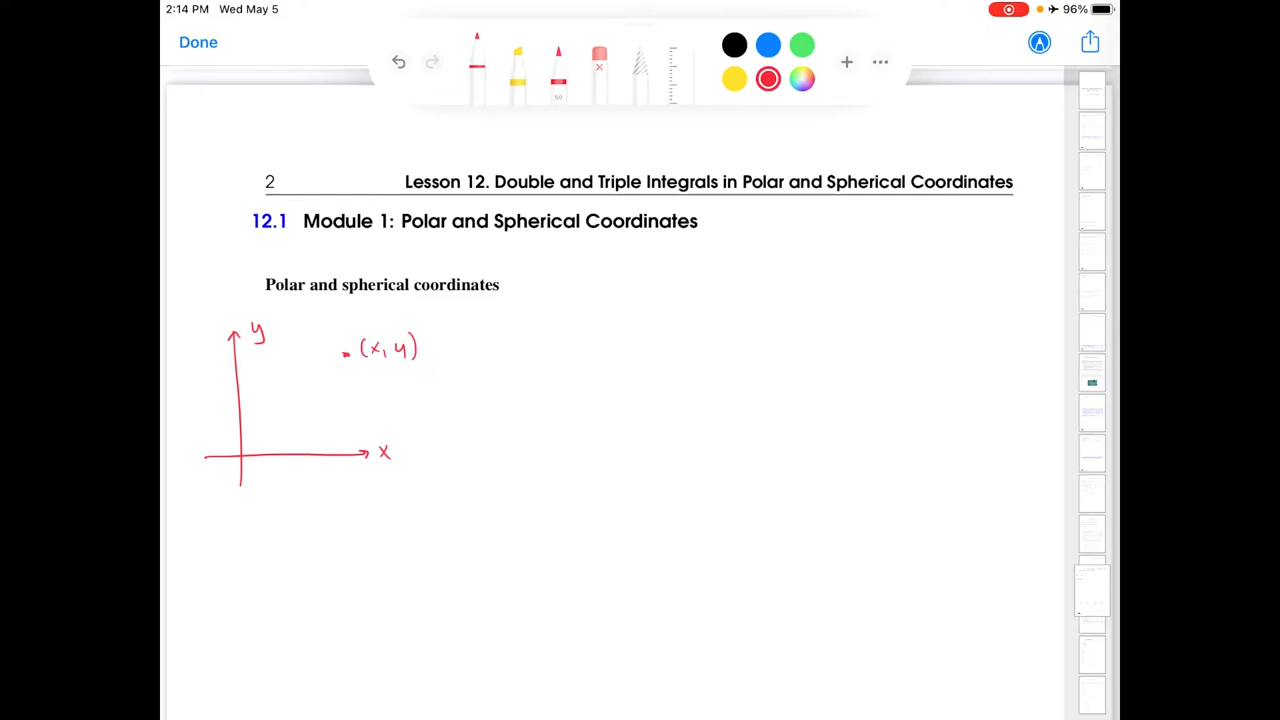 2:14 PM Wed May 5
96%
Done
50
2 Lesson 12. Double and Triple Integrals in Polar and Spherical Coordinates
12.1 Module 1: Polar and Spherical Coordinates
Polar and spherical coordinates
y
(x, y)
x